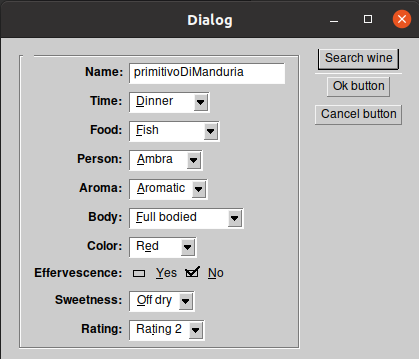 Dialog
Search wine
Ok button
Cancel button
Name: primitivoDiManduria
Time: Dinner
Food: Fish
Person: Ambra
Aroma: Aromatic
Body: Full bodied
Color: Red
Effervescence: Yes No
Sweetness: Off dry
Rating: Rating 2